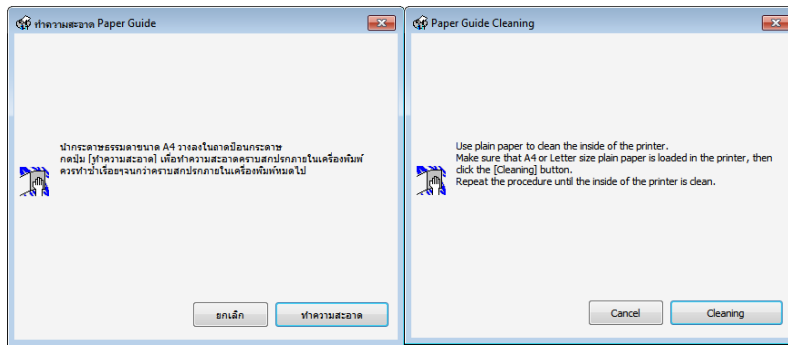 ทำความสะอาด Paper Guide
นำกระดาษธรรมดาขนาด A4 วางลงในถาดป้อนกระดาษ
กดปุ่ม [ทำความสะอาด] เพื่อทำความสะอาดคราบสกปรกภายในเครื่องพิมพ์
ควรทำซ้ำเรื่อยๆจนกว่าคราบสกปรกภายในเครื่องพิมพ์หมดไป
ยกเลิก
ทำความสะอาด
Paper Guide Cleaning
Use plain paper to clean the inside of the printer.
Make sure that A4 or Letter size plain paper is loaded in the printer, then
click the [Cleaning] button.
Repeat the procedure until the inside of the printer is clean.
Cancel
Cleaning